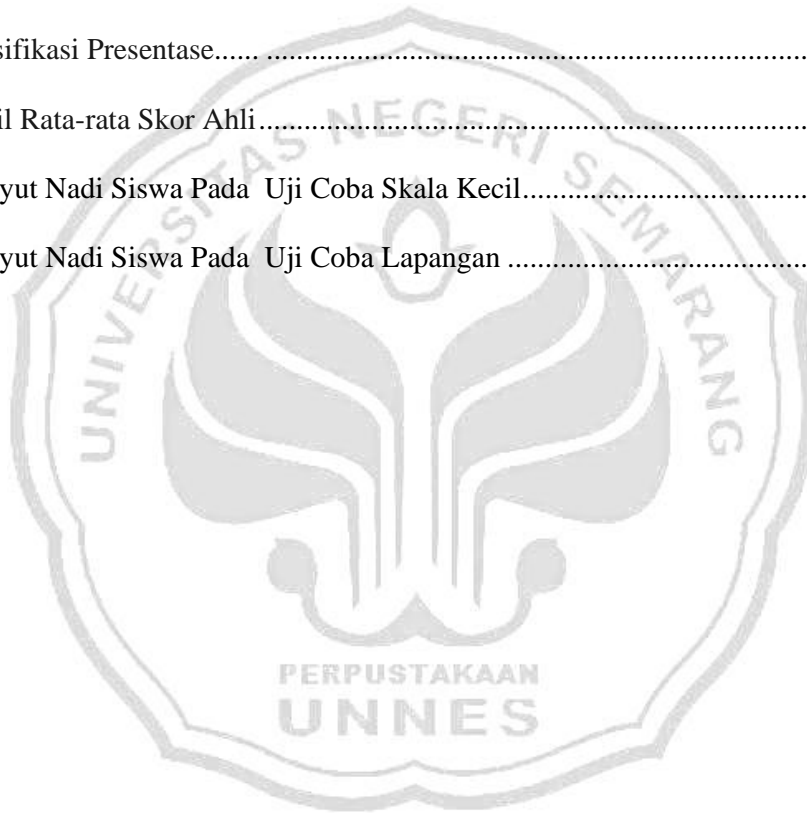 sifikasi Presentase...... ........................................................................
il Rata-rata Skor Ahli........................................................................
yut Nadi Siswa Pada  Uji Coba Skala Kecil......................................
yut Nadi Siswa Pada  Uji Coba Lapangan ........................................
UNIVERSITAS NEGERI SEMARANG
PERPUSTAKAAN
UNNES